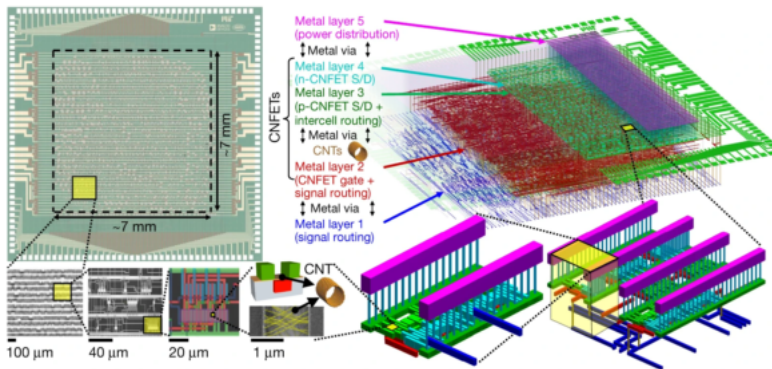 Metal layer 5
(power distribution)
Metal via
Metal layer 4
(n-CNFET S/D)
Metal layer 3
(p-CNFET S/D +
intercell routing)
Metal via
CNTs
Metal layer 2
(CNFET gate +
signal routing)
Metal via
Metal layer 1
(signal routing)
CNFETs
~7 mm
~7 mm
CNT
100 µm
40 µm
20 µm
1 µm